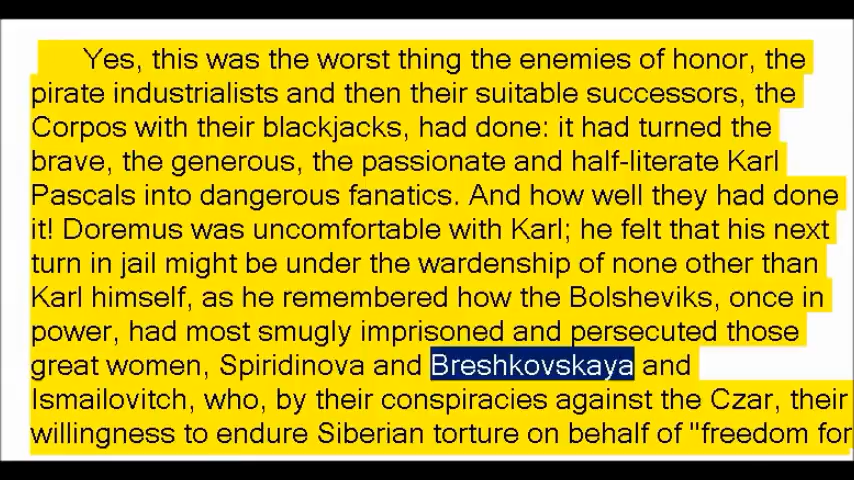 Yes, this was the worst thing the enemies of honor, the
pirate industrialists and then their suitable successors, the
Corpos with their blackjacks, had done: it had turned the
brave, the generous, the passionate and half-literate Karl
Pascals into dangerous fanatics. And how well they had done
it! Doremus was uncomfortable with Karl; he felt that his next
turn in jail might be under the wardenship of none other than
Karl himself, as he remembered how the Bolsheviks, once in
power, had most smugly imprisoned and persecuted those
great women, Spiridinova and Breshkovskaya and
Ismailovitch, who, by their conspiracies against the Czar, their
willingness to endure Siberian torture on behalf of "freedom for